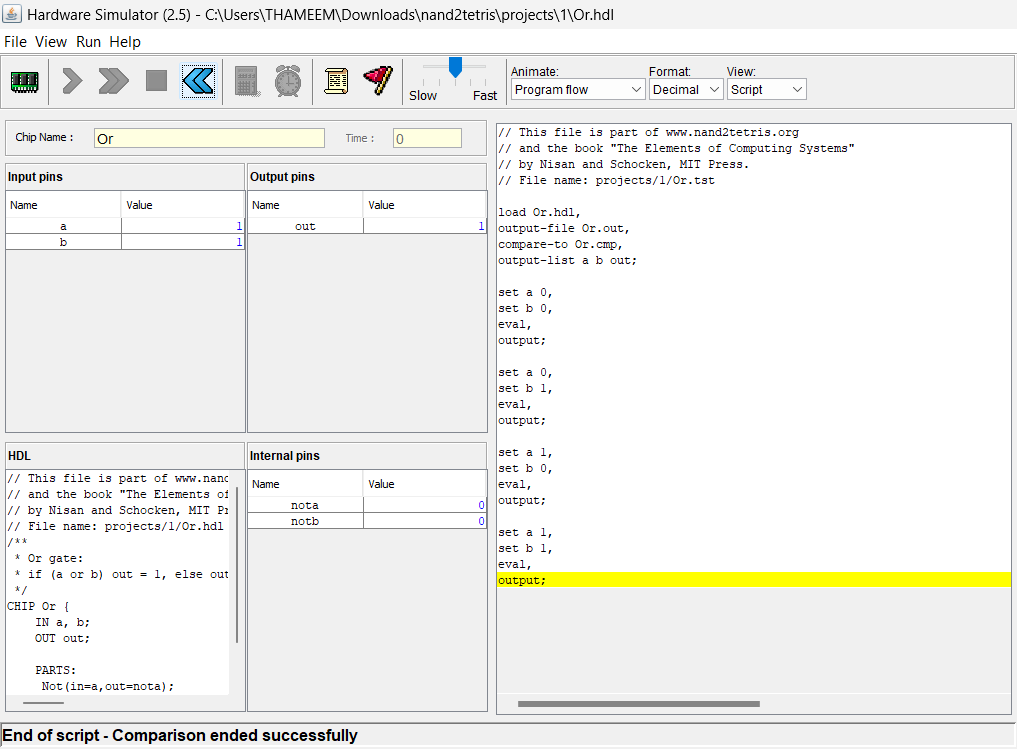 Hardware Simulator (2.5) - C:\Users\THAMEEM\Downloads\nand2tetris\projects\1\Or.hdl
File View Run Help
Slow Fast
Animate: Format: View:
Program flow Decimal Script
Chip Name : Or Time : 0
Input pins
Name Value
a 1
b 1
Output pins
Name Value
out 1
HDL
// This file is part of www.nand
// and the book "The Elements of
// by Nisan and Schocken, MIT Pr
// File name: projects/1/Or.hdl
/**
* Or gate:
* if (a or b) out = 1, else out
*/
CHIP Or {
IN a, b;
OUT out;
PARTS:
Not(in=a,out=nota);
Internal pins
Name Value
nota 0
notb 0
// This file is part of www.nand2tetris.org
// and the book "The Elements of Computing Systems"
// by Nisan and Schocken, MIT Press.
// File name: projects/1/Or.tst
load Or.hdl,
output-file Or.out,
compare-to Or.cmp,
output-list a b out;
set a 0,
set b 0,
eval,
output;
set a 0,
set b 1,
eval,
output;
set a 1,
set b 0,
eval,
output;
set a 1,
set b 1,
eval,
output;
End of script - Comparison ended successfully